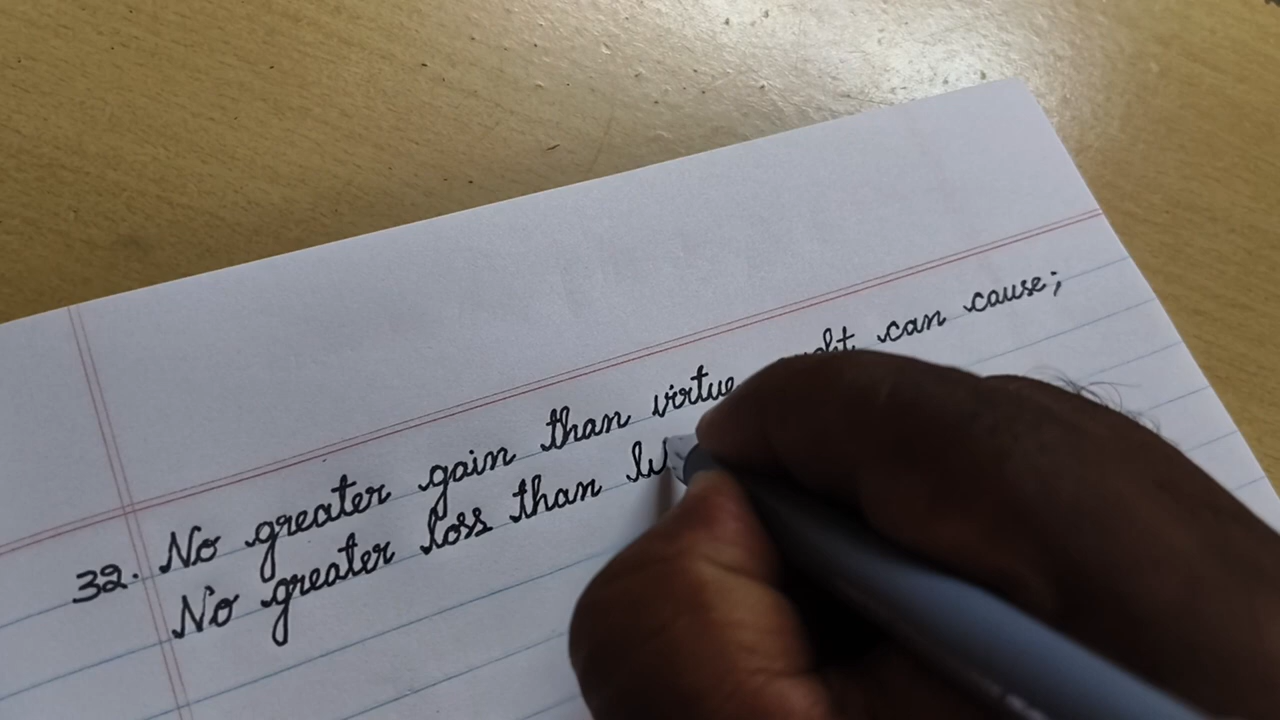 32. No greater gain than virtue can cause;
No greater loss than